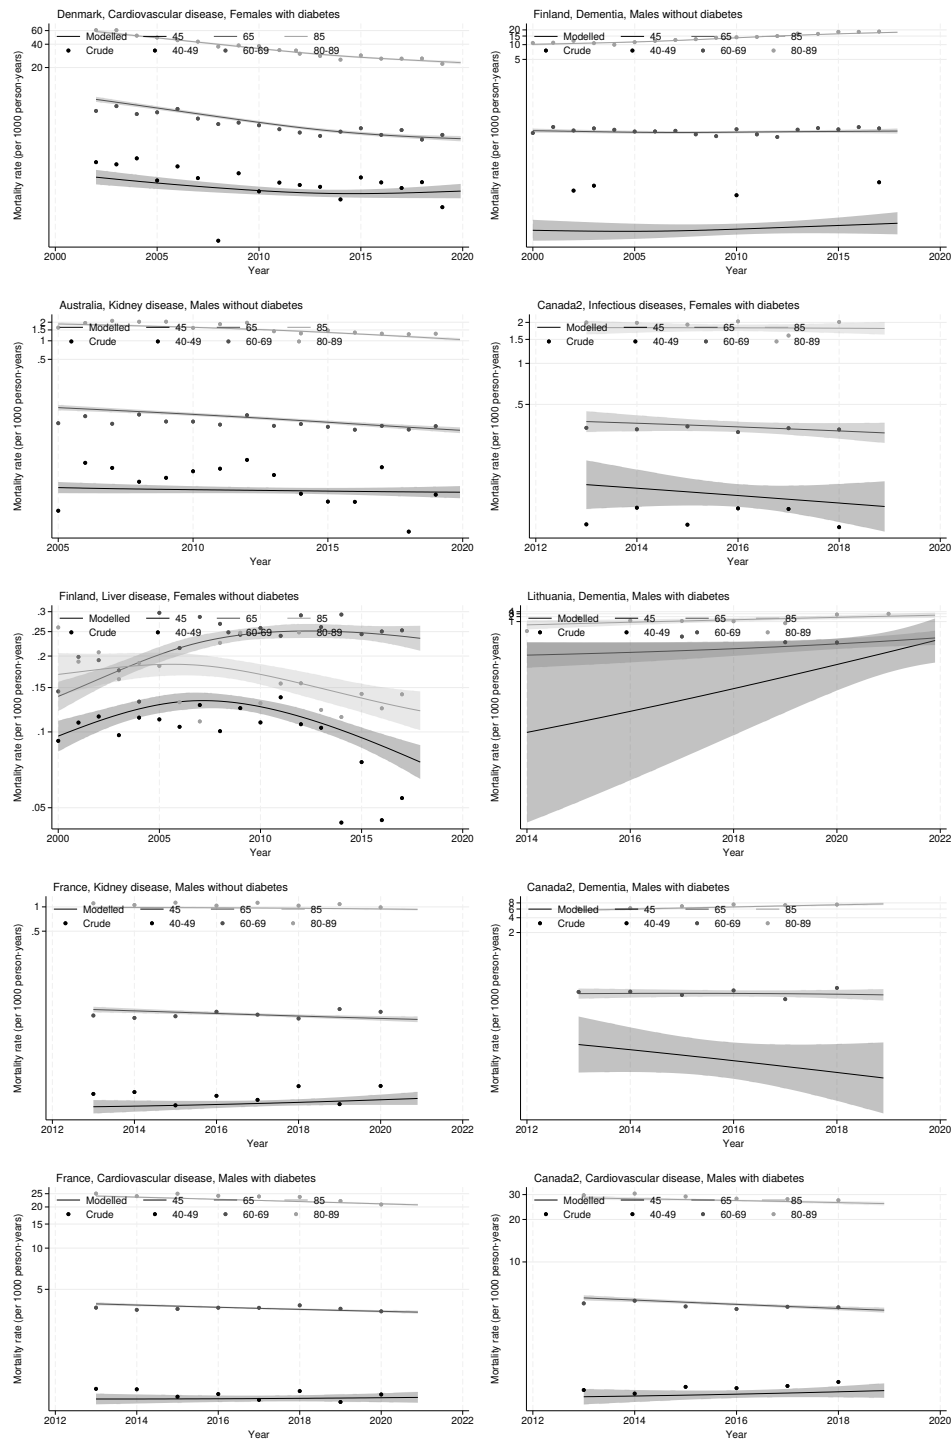 Denmark, Cardiovascular disease, Females with diabetes
Mortality rate (per 1000 person-years)
60
40
20
Modelled 45 65 85
Crude 40-49 60-69 80-89
2000 2005 2010 2015 2020
Year
Finland, Dementia, Males without diabetes
Mortality rate (per 1000 person-years)
20
15
10
5
Modelled 45 65 85
Crude 40-49 60-69 80-89
2000 2005 2010 2015 2020
Year
Australia, Kidney disease, Males without diabetes
Mortality rate (per 1000 person-years)
2
1.5
1
.5
Modelled 45 65 85
Crude 40-49 60-69 80-89
2005 2010 2015 2020
Year
Canada2, Infectious diseases, Females with diabetes
Mortality rate (per 1000 person-years)
2
1.5
1
.5
Modelled 45 65 85
Crude 40-49 60-69 80-89
2012 2014 2016 2018 2020
Year
Finland, Liver disease, Females without diabetes
Mortality rate (per 1000 person-years)
.3
.25
.2
.15
.1
.05
Modelled 45 65 85
Crude 40-49 60-69 80-89
2000 2005 2010 2015 2020
Year
Lithuania, Dementia, Males with diabetes
Mortality rate (per 1000 person-years)
Modelled 45 65 85
Crude 40-49 60-69 80-89
2014 2016 2018 2020 2022
Year
France, Kidney disease, Males without diabetes
Mortality rate (per 1000 person-years)
1
.5
Modelled 45 65 85
Crude 40-49 60-69 80-89
2012 2014 2016 2018 2020 2022
Year
Canada2, Dementia, Males with diabetes
Mortality rate (per 1000 person-years)
8
6
4
2
Modelled 45 65 85
Crude 40-49 60-69 80-89
2012 2014 2016 2018 2020
Year
France, Cardiovascular disease, Males with diabetes
Mortality rate (per 1000 person-years)
25
20
15
10
5
Modelled 45 65 85
Crude 40-49 60-69 80-89
2012 2014 2016 2018 2020 2022
Year
Canada2, Cardiovascular disease, Males with diabetes
Mortality rate (per 1000 person-years)
30
20
10
Modelled 45 65 85
Crude 40-49 60-69 80-89
2012 2014 2016 2018 2020
Year